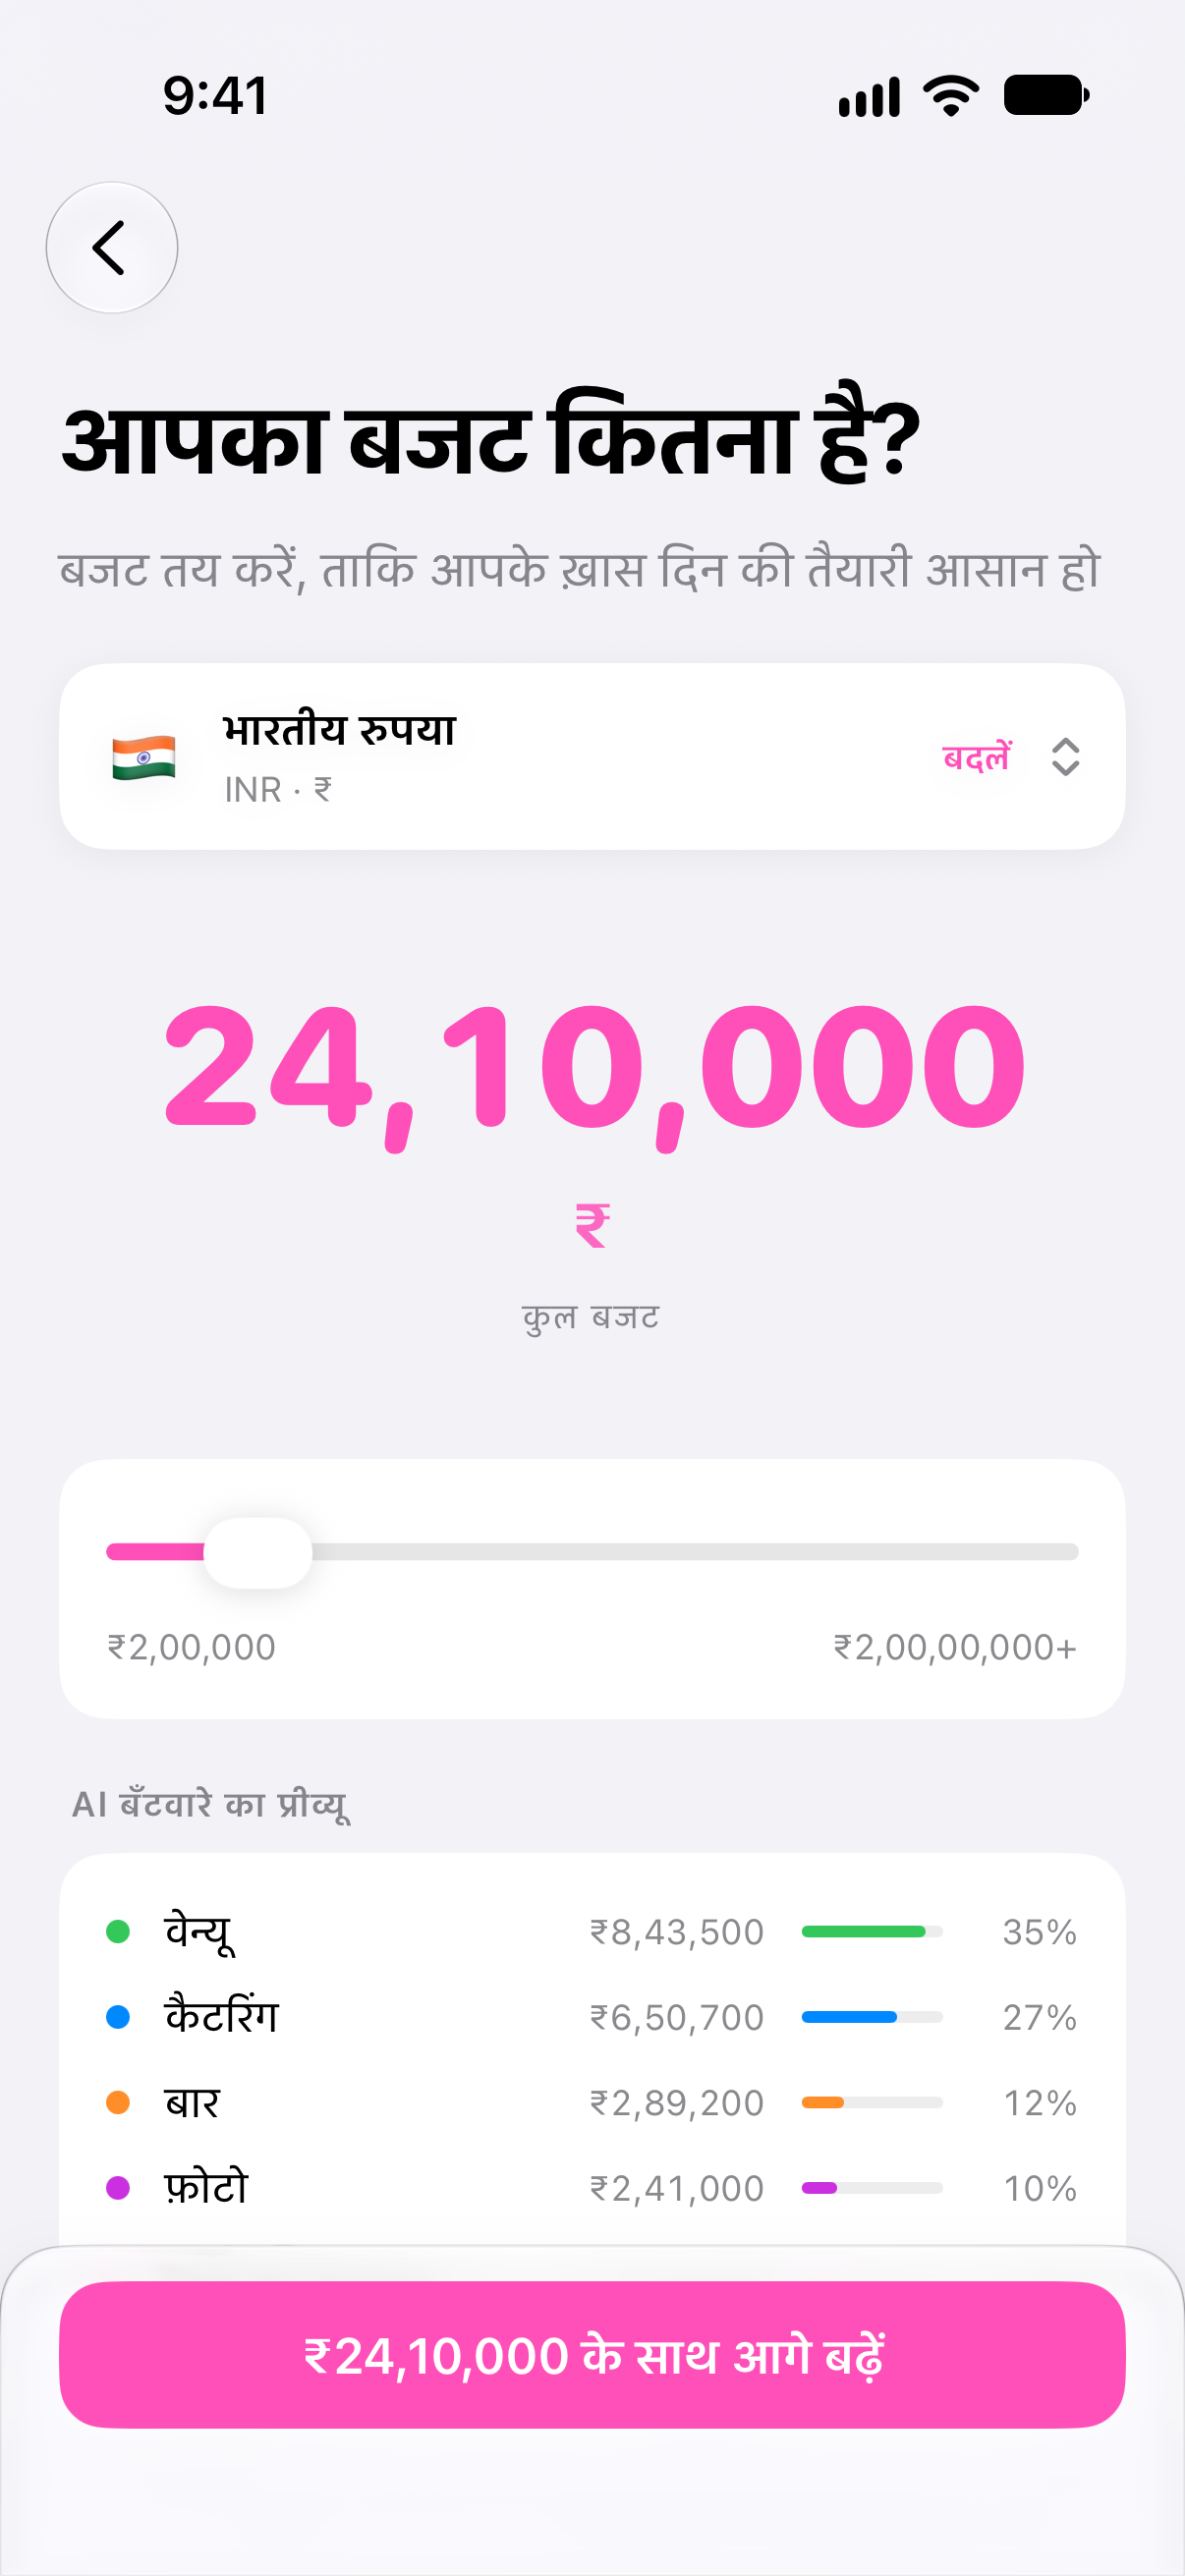 9:41
आपका बजट कितना है?
बजट तय करें, ताकि आपके ख़ास दिन की तैयारी आसान हो
भारतीय रुपया
INR · ₹
बदलें
24,10,000
₹
कुल बजट
₹2,00,000 ₹2,00,00,000+
AI बँटवारे का प्रीव्यू
वेन्यू ₹8,43,500 35%
कैटरिंग ₹6,50,700 27%
बार ₹2,89,200 12%
फ़ोटो ₹2,41,000 10%
₹24,10,000 के साथ आगे बढ़ें